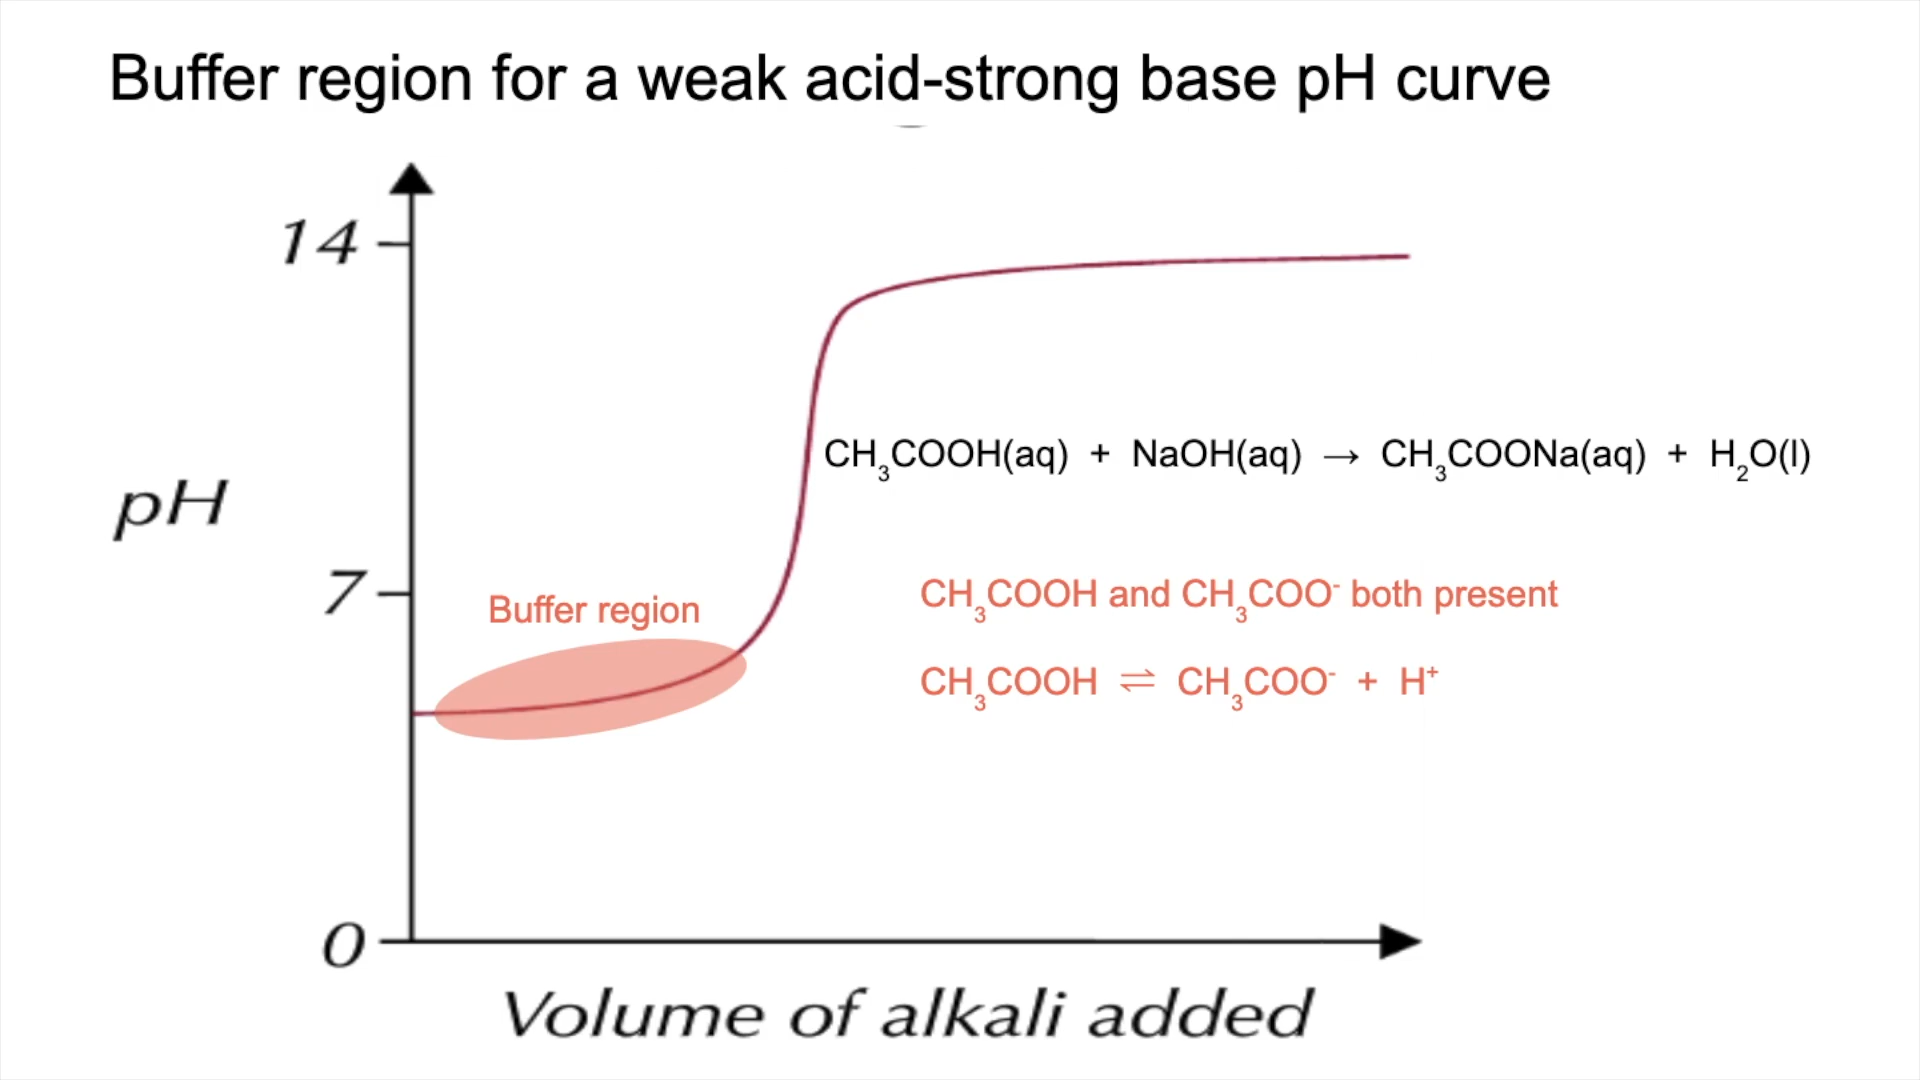 Buffer region for a weak acid-strong base pH curve
14
CH₃COOH(aq) + NaOH(aq) → CH₃COONa(aq) + H₂O(l)
pH
7
Buffer region
CH₃COOH and CH₃COO⁻ both present
CH₃COOH ⇌ CH₃COO⁻ + H⁺
0
Volume of alkali added